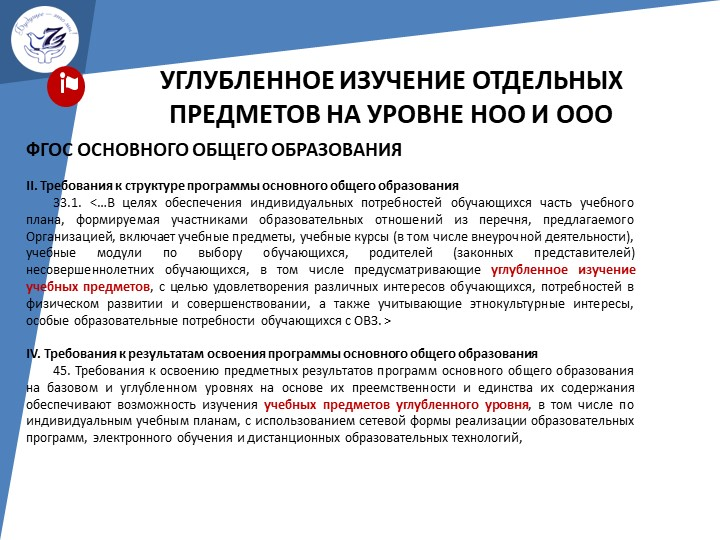 УГЛУБЛЕННОЕ ИЗУЧЕНИЕ ОТДЕЛЬНЫХ
ПРЕДМЕТОВ НА УРОВНЕ НОО И ООО
ФГОС ОСНОВНОГО ОБЩЕГО ОБРАЗОВАНИЯ
II. Требования к структуре программы основного общего образования
33.1. <…В целях обеспечения индивидуальных потребностей обучающихся часть учебного
плана, формируемая участниками образовательных отношений из перечня, предлагаемого
Организацией, включает учебные предметы, учебные курсы (в том числе внеурочной деятельности),
учебные модули по выбору обучающихся, родителей (законных представителей)
несовершеннолетних обучающихся, в том числе предусматривающие углубленное изучение
учебных предметов, с целью удовлетворения различных интересов обучающихся, потребностей в
физическом развитии и совершенствовании, а также учитывающие этнокультурные интересы,
особые образовательные потребности обучающихся с ОВЗ. >
IV. Требования к результатам освоения программы основного общего образования
45. Требования к освоению предметных результатов программ основного общего образования
на базовом и углубленном уровнях на основе их преемственности и единства их содержания
обеспечивают возможность изучения учебных предметов углубленного уровня, в том числе по
индивидуальным учебным планам, с использованием сетевой формы реализации образовательных
программ, электронного обучения и дистанционных образовательных технологий,